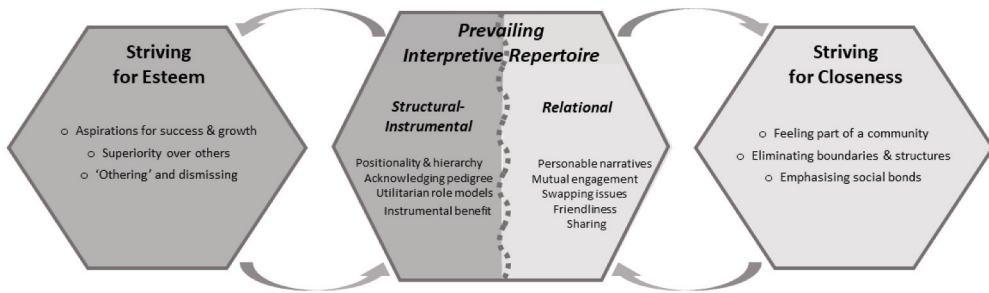 Striving
for Esteem
○ Aspirations for success & growth
○ Superiority over others
○ ‘Othering’ and dismissing
Prevailing
Interpretive Repertoire
Structural-
Instrumental
Positionality & hierarchy
Acknowledging pedigree
Utilitarian role models
Instrumental benefit
Relational
Personable narratives
Mutual engagement
Swapping issues
Friendliness
Sharing
Striving
for Closeness
○ Feeling part of a community
○ Eliminating boundaries & structures
○ Emphasising social bonds